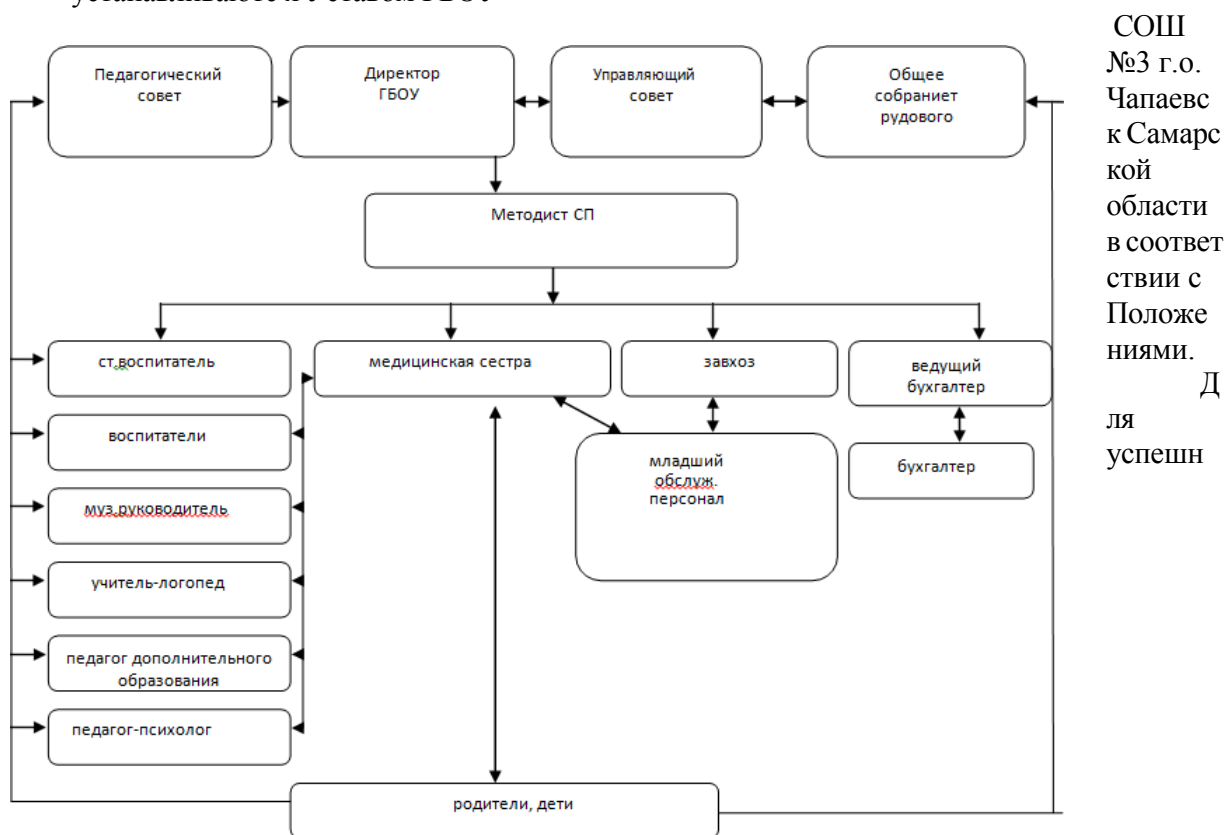 Педагогический
совет
Директор
ГБОУ
Управляющий
совет
Общее
собраниет
рудового
Методист СП
ст.воспитатель
медицинская сестра
завхоз
ведущий
бухгалтер
воспитатели
младший
обслуж.
персонал
бухгалтер
муз.руководитель
учитель-логопед
педагог дополнительного
образования
педагог-психолог
родители, дети
СОШ
№3 г.о.
Чапаевс
к Самарс
кой
области
в соответ
ствии с
Положе
ниями.
Д
ля
успешн